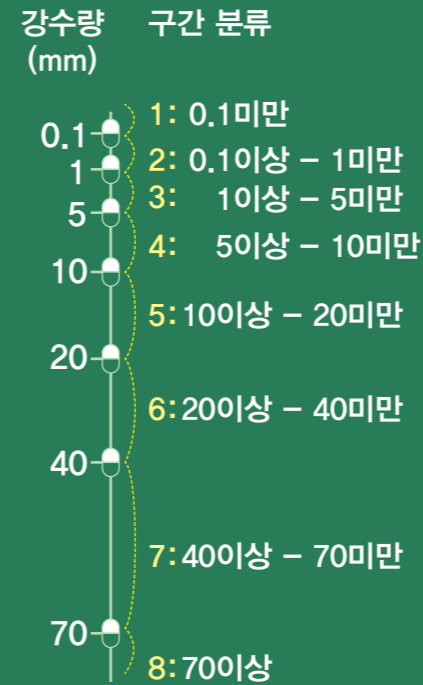 강수량 구간 분류
(mm)
1: 0.1미만
0.1
2: 0.1이상 – 1미만
1
3: 1이상 – 5미만
5
4: 5이상 – 10미만
10
5: 10이상 – 20미만
20
6: 20이상 – 40미만
40
7: 40이상 – 70미만
70
8: 70이상